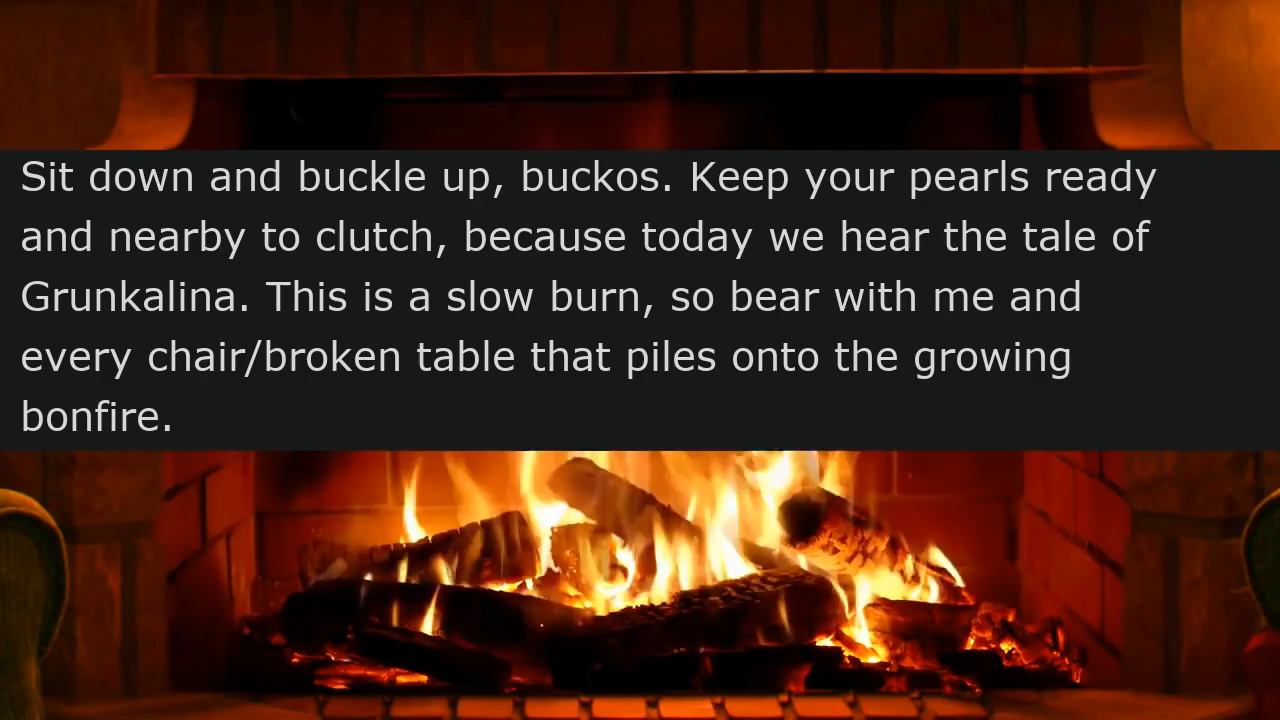 Sit down and buckle up, buckos. Keep your pearls ready
and nearby to clutch, because today we hear the tale of
Grunkalina. This is a slow burn, so bear with me and
every chair/broken table that piles onto the growing
bonfire.